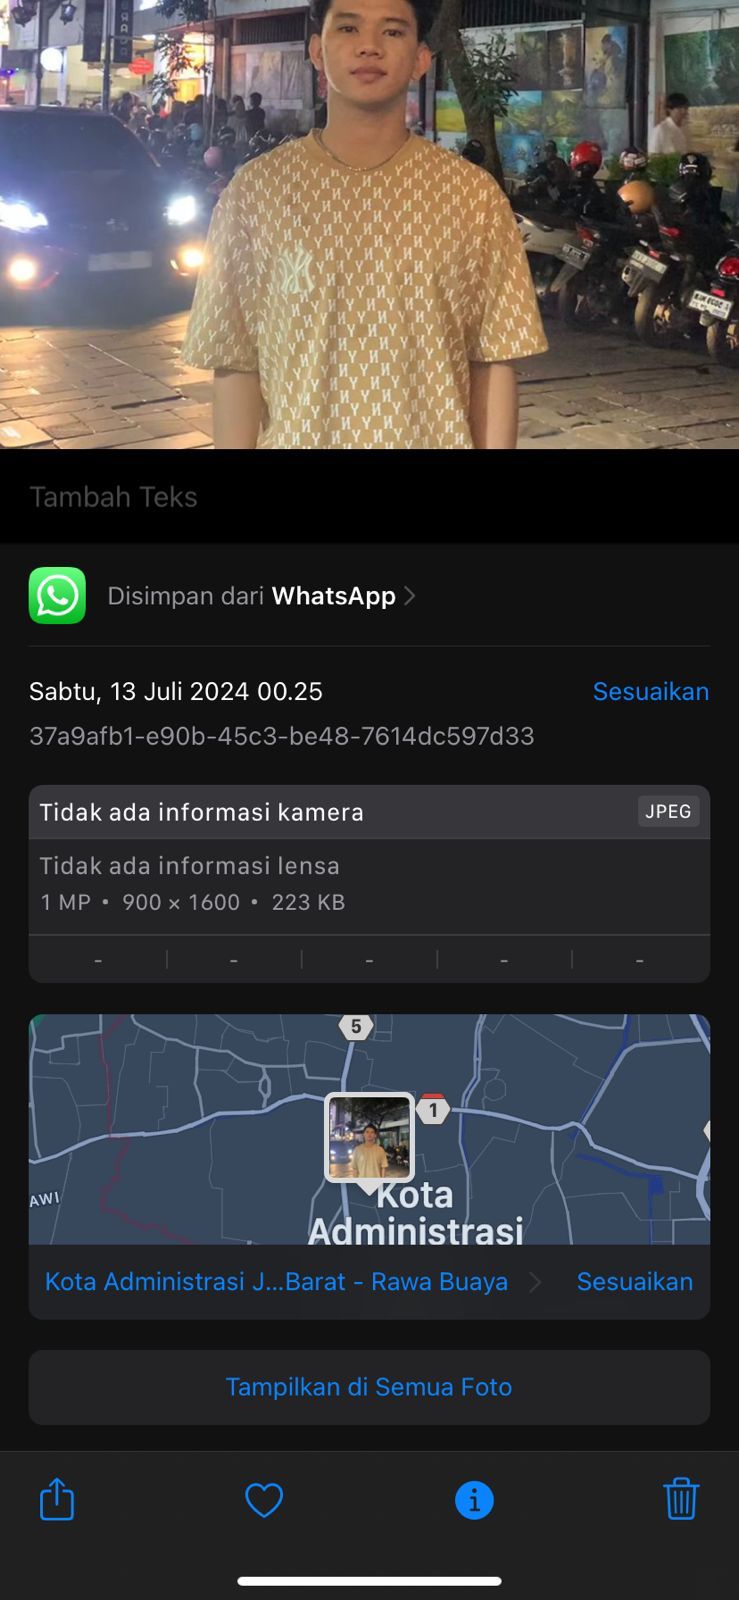 NY
Tambah Teks
Disimpan dari WhatsApp
Sabtu, 13 Juli 2024 00.25
Sesuaikan
37a9afb1-e90b-45c3-be48-7614dc597d33
Tidak ada informasi kamera
JPEG
Tidak ada informasi lensa
1 MP • 900 × 1600 • 223 KB
- - - - -
5
1
AWI
Kota
Administrasi
Kota Administrasi J...Barat - Rawa Buaya
Sesuaikan
Tampilkan di Semua Foto